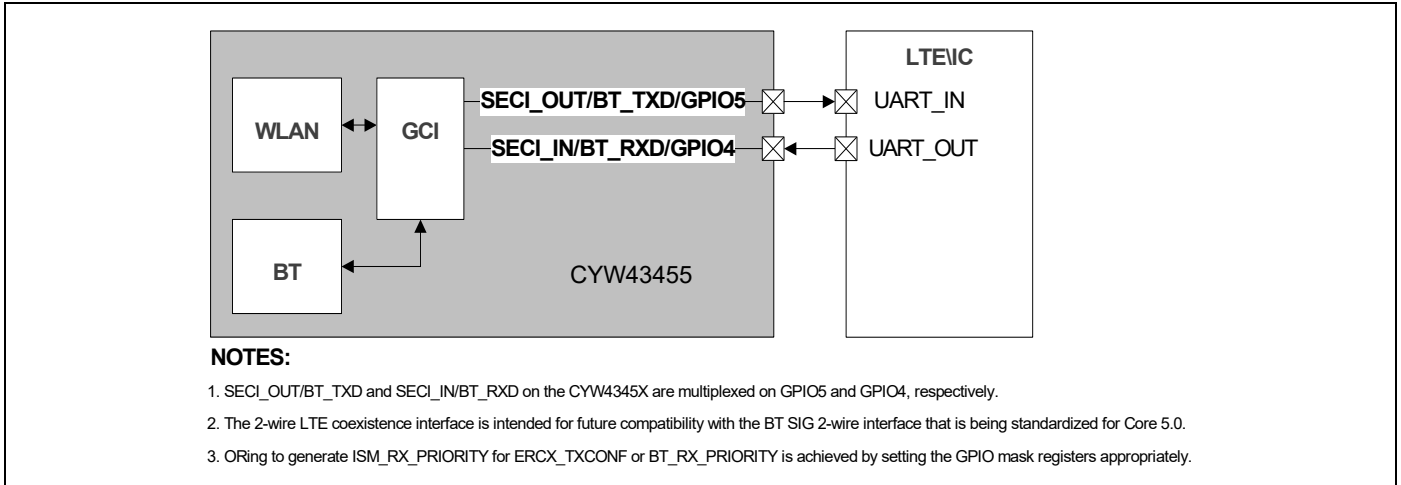 LTE\IC
SECI_OUT/BT_TXD/GPIO5
UART_IN
WLAN
GCI
SECI_IN/BT_RXD/GPIO4
UART_OUT
BT
CYW43455
NOTES:
1. SECI_OUT/BT_TXD and SECI_IN/BT_RXD on the CYW4345X are multiplexed on GPIO5 and GPIO4, respectively.
2. The 2-wire LTE coexistence interface is intended for future compatibility with the BT SIG 2-wire interface that is being standardized for Core 5.0.
3. ORing to generate ISM_RX_PRIORITY for ERCX_TXCONF or BT_RX_PRIORITY is achieved by setting the GPIO mask registers appropriately.